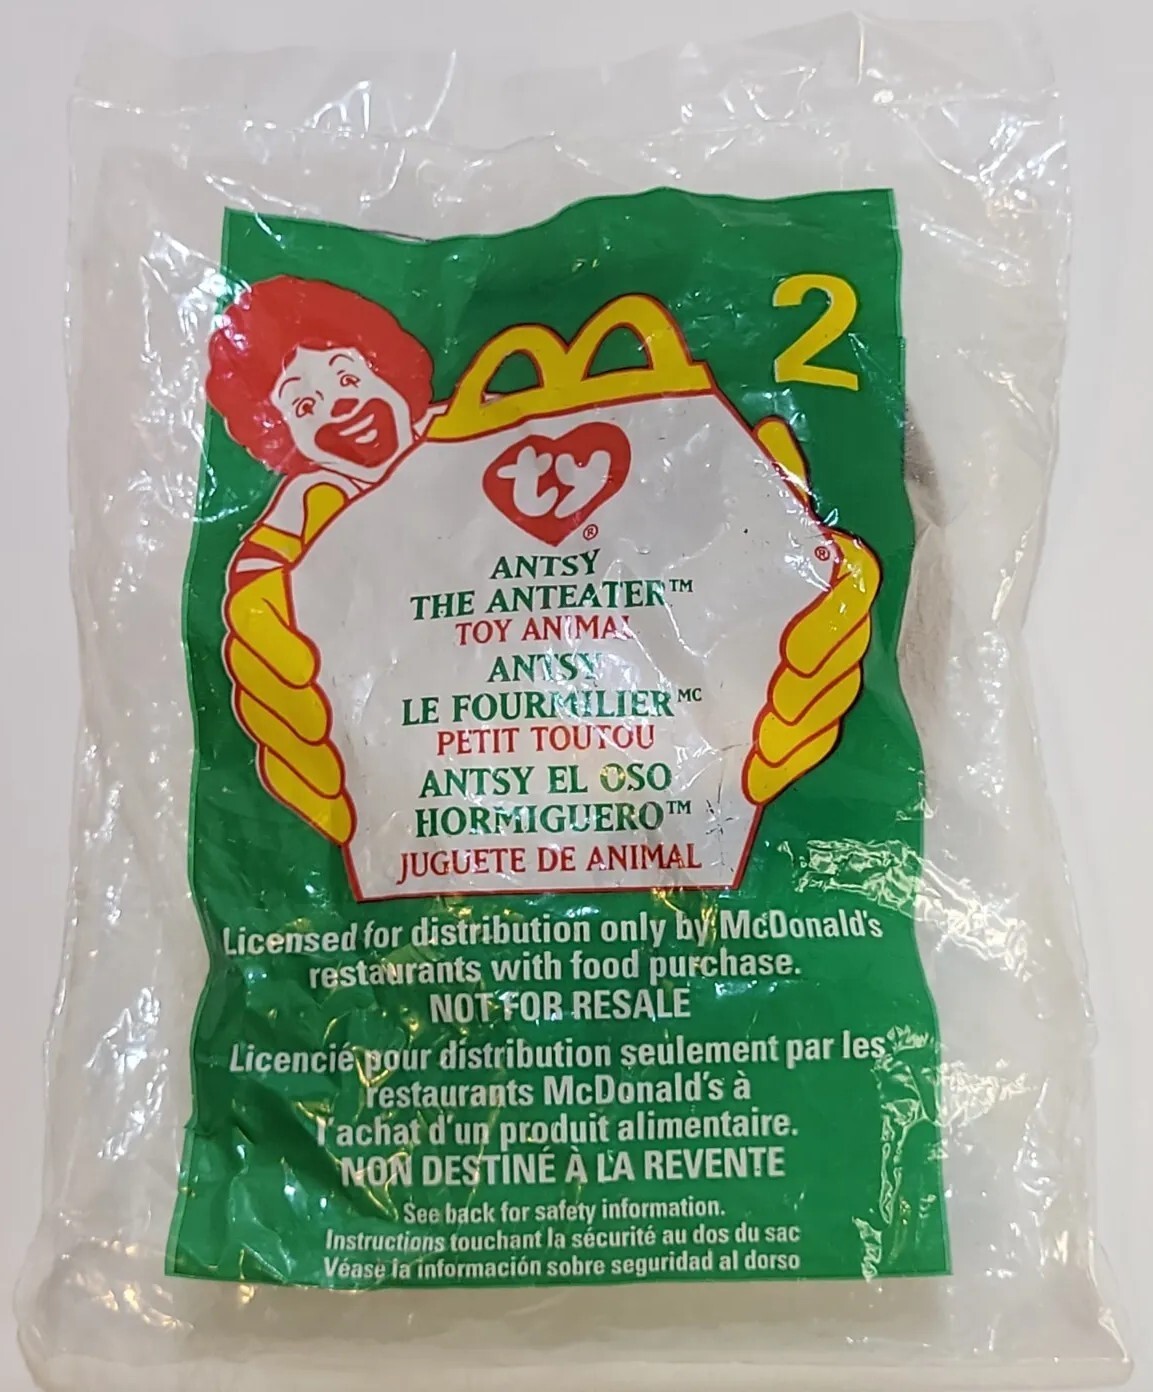 2
ty
®
®
ANTSY
THE ANTEATER™
TOY ANIMAL
ANTSY
LE FOURMILIER MC
PETIT TOUTOU
ANTSY EL OSO
HORMIGUERO™
JUGUETE DE ANIMAL
Licensed for distribution only by McDonald's
restaurants with food purchase.
NOT FOR RESALE
Licencié pour distribution seulement par les
restaurants McDonald's à
l'achat d'un produit alimentaire.
NON DESTINÉ À LA REVENTE
See back for safety information.
Instructions touchant la sécurité au dos du sac
Véase la información sobre seguridad al dorso